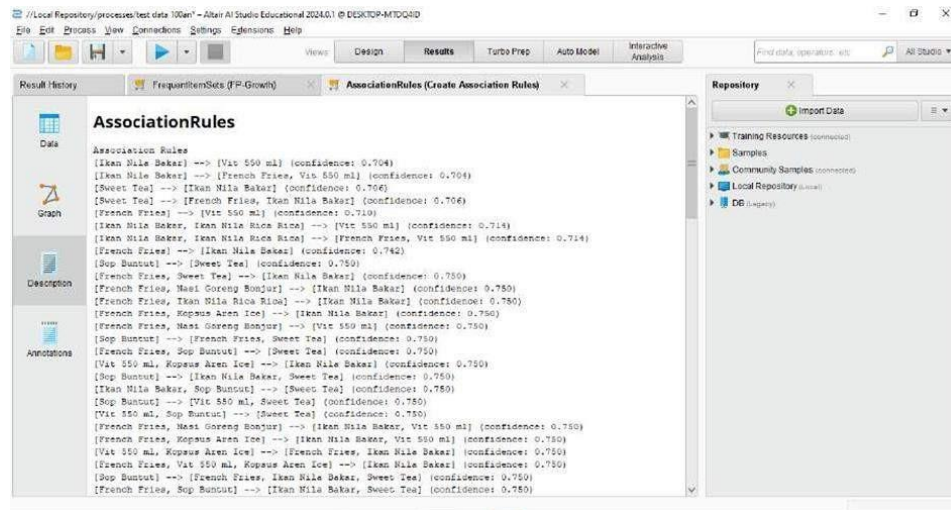 //Local Repository/processes/test data 100an* – Altair AI Studio Educational 2024.0.1 @ DESKTOP-MTDQ4ID
File Edit Process View Connections Settings Extensions Help
Views: Design Results Turbo Prep Auto Model Interactive Analysis Find data, operators, etc All Studio
Result History FrequentItemSets (FP-Growth) AssociationRules (Create Association Rules)
Data
Graph
Description
Annotations
AssociationRules
Association Rules
[Ikan Nila Bakar] --> [Vit 550 ml] (confidence: 0.704)
[Ikan Nila Bakar] --> [French Fries, Vit 550 ml] (confidence: 0.704)
[Sweet Tea] --> [Ikan Nila Bakar] (confidence: 0.706)
[Sweet Tea] --> [French Fries, Ikan Nila Bakar] (confidence: 0.706)
[French Fries] --> [Vit 550 ml] (confidence: 0.710)
[Ikan Nila Bakar, Ikan Nila Rica Rica] --> [Vit 550 ml] (confidence: 0.714)
[Ikan Nila Bakar, Ikan Nila Rica Rica] --> [French Fries, Vit 550 ml] (confidence: 0.714)
[French Fries] --> [Ikan Nila Bakar] (confidence: 0.742)
[Sop Buntut] --> [Sweet Tea] (confidence: 0.750)
[French Fries, Sweet Tea] --> [Ikan Nila Bakar] (confidence: 0.750)
[French Fries, Nasi Goreng Bonjur] --> [Ikan Nila Bakar] (confidence: 0.750)
[French Fries, Ikan Nila Rica Rica] --> [Ikan Nila Bakar] (confidence: 0.750)
[French Fries, Kopsus Aren Ice] --> [Ikan Nila Bakar] (confidence: 0.750)
[French Fries, Nasi Goreng Bonjur] --> [Vit 550 ml] (confidence: 0.750)
[Sop Buntut] --> [French Fries, Sweet Tea] (confidence: 0.750)
[French Fries, Sop Buntut] --> [Sweet Tea] (confidence: 0.750)
[Vit 550 ml, Kopsus Aren Ice] --> [Ikan Nila Bakar] (confidence: 0.750)
[Sop Buntut] --> [Ikan Nila Bakar, Sweet Tea] (confidence: 0.750)
[Ikan Nila Bakar, Sop Buntut] --> [Sweet Tea] (confidence: 0.750)
[Sop Buntut] --> [Vit 550 ml, Sweet Tea] (confidence: 0.750)
[Vit 550 ml, Sop Buntut] --> [Sweet Tea] (confidence: 0.750)
[French Fries, Nasi Goreng Bonjur] --> [Ikan Nila Bakar, Vit 550 ml] (confidence: 0.750)
[French Fries, Kopsus Aren Ice] --> [Ikan Nila Bakar, Vit 550 ml] (confidence: 0.750)
[Vit 550 ml, Kopsus Aren Ice] --> [French Fries, Ikan Nila Bakar] (confidence: 0.750)
[French Fries, Vit 550 ml, Kopsus Aren Ice] --> [Ikan Nila Bakar] (confidence: 0.750)
[Sop Buntut] --> [French Fries, Ikan Nila Bakar, Sweet Tea] (confidence: 0.750)
[French Fries, Sop Buntut] --> [Ikan Nila Bakar, Sweet Tea] (confidence: 0.750)
Repository
Import Data
Training Resources (connected)
Samples
Community Samples (connected)
Local Repository (Local)
DB (Legacy)